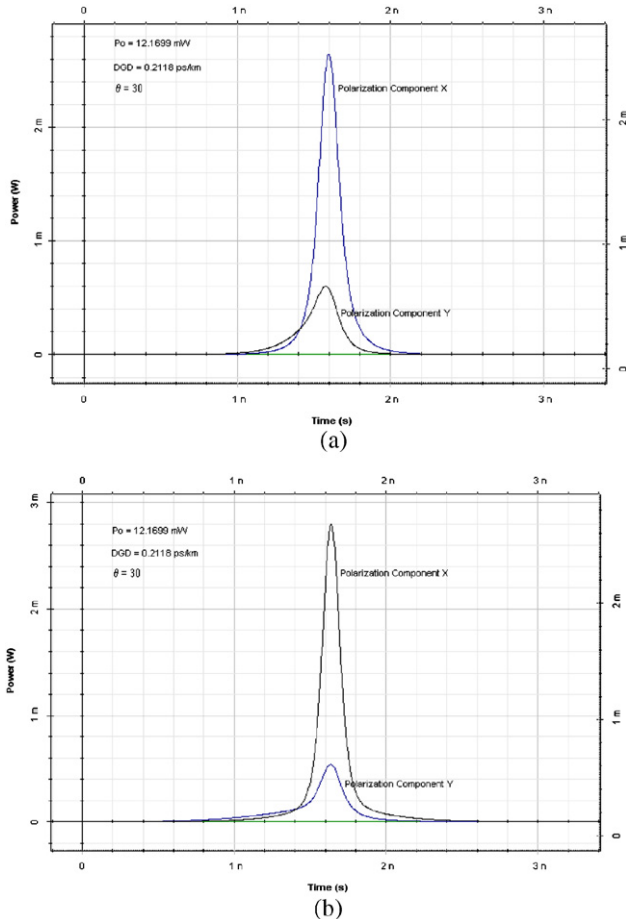 0 1 n 2 n 3 n
Po = 12.1699 mW
DGD = 0.2118 ps/km
θ = 30
Polarization Component X
Polarization Component Y
Power (W)
2 m
1 m
0
2 m
1 m
0
0 1 n 2 n 3 n
Time (s)
(a)
0 1 n 2 n 3 n
Po = 12.1699 mW
DGD = 0.2118 ps/km
θ = 30
Polarization Component X
Polarization Component Y
Power (W)
3 m
2 m
1 m
0
2 m
1 m
0
0 1 n 2 n 3 n
Time (s)
(b)